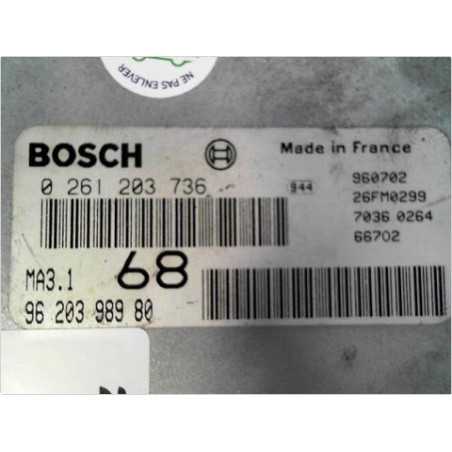 NE PAS ENLEVER
BOSCH
Made in France
0 261 203 736
944
960702
26FM0299
7036 0264
66702
MA3.1
68
96 203 989 80